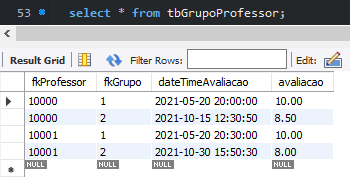 53 select * from tbGrupoProfessor;
Result Grid Filter Rows: Edit:
fkProfessor fkGrupo dateTimeAvaliacao avaliacao
10000 1 2021-05-20 20:00:00 10.00
10000 2 2021-10-15 12:30:50 8.50
10001 1 2021-05-20 20:30:00 10.00
10001 2 2021-10-30 15:50:30 8.00
NULL NULL NULL NULL